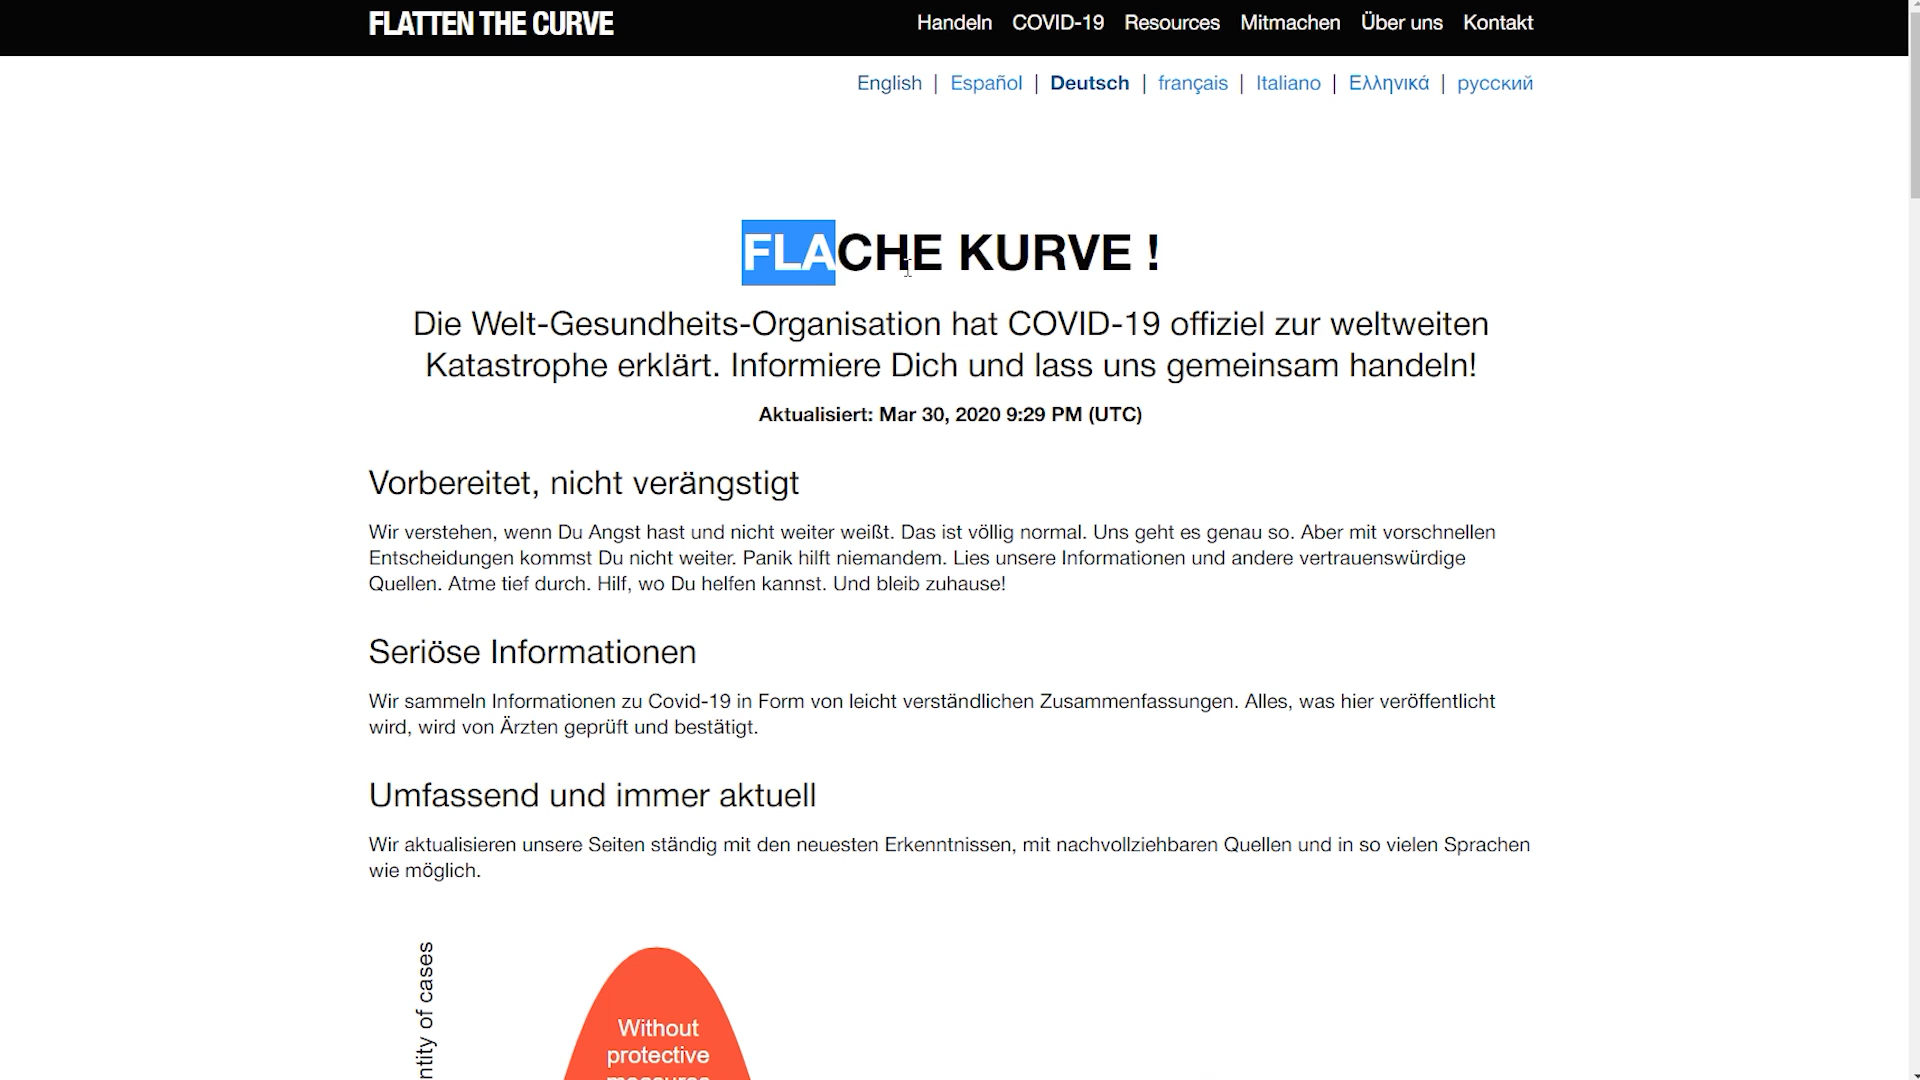 FLATTEN THE CURVE
Handeln COVID-19 Resources Mitmachen Über uns Kontakt
English | Español | Deutsch | français | Italiano | Ελληνικά | русский
FLACHE KURVE !
Die Welt-Gesundheits-Organisation hat COVID-19 offiziel zur weltweiten
Katastrophe erklärt. Informiere Dich und lass uns gemeinsam handeln!
Aktualisiert: Mar 30, 2020 9:29 PM (UTC)
Vorbereitet, nicht verängstigt
Wir verstehen, wenn Du Angst hast und nicht weiter weißt. Das ist völlig normal. Uns geht es genau so. Aber mit vorschnellen
Entscheidungen kommst Du nicht weiter. Panik hilft niemandem. Lies unsere Informationen und andere vertrauenswürdige
Quellen. Atme tief durch. Hilf, wo Du helfen kannst. Und bleib zuhause!
Seriöse Informationen
Wir sammeln Informationen zu Covid-19 in Form von leicht verständlichen Zusammenfassungen. Alles, was hier veröffentlicht
wird, wird von Ärzten geprüft und bestätigt.
Umfassend und immer aktuell
Wir aktualisieren unsere Seiten ständig mit den neuesten Erkenntnissen, mit nachvollziehbaren Quellen und in so vielen Sprachen
wie möglich.
of cases
Without
protective